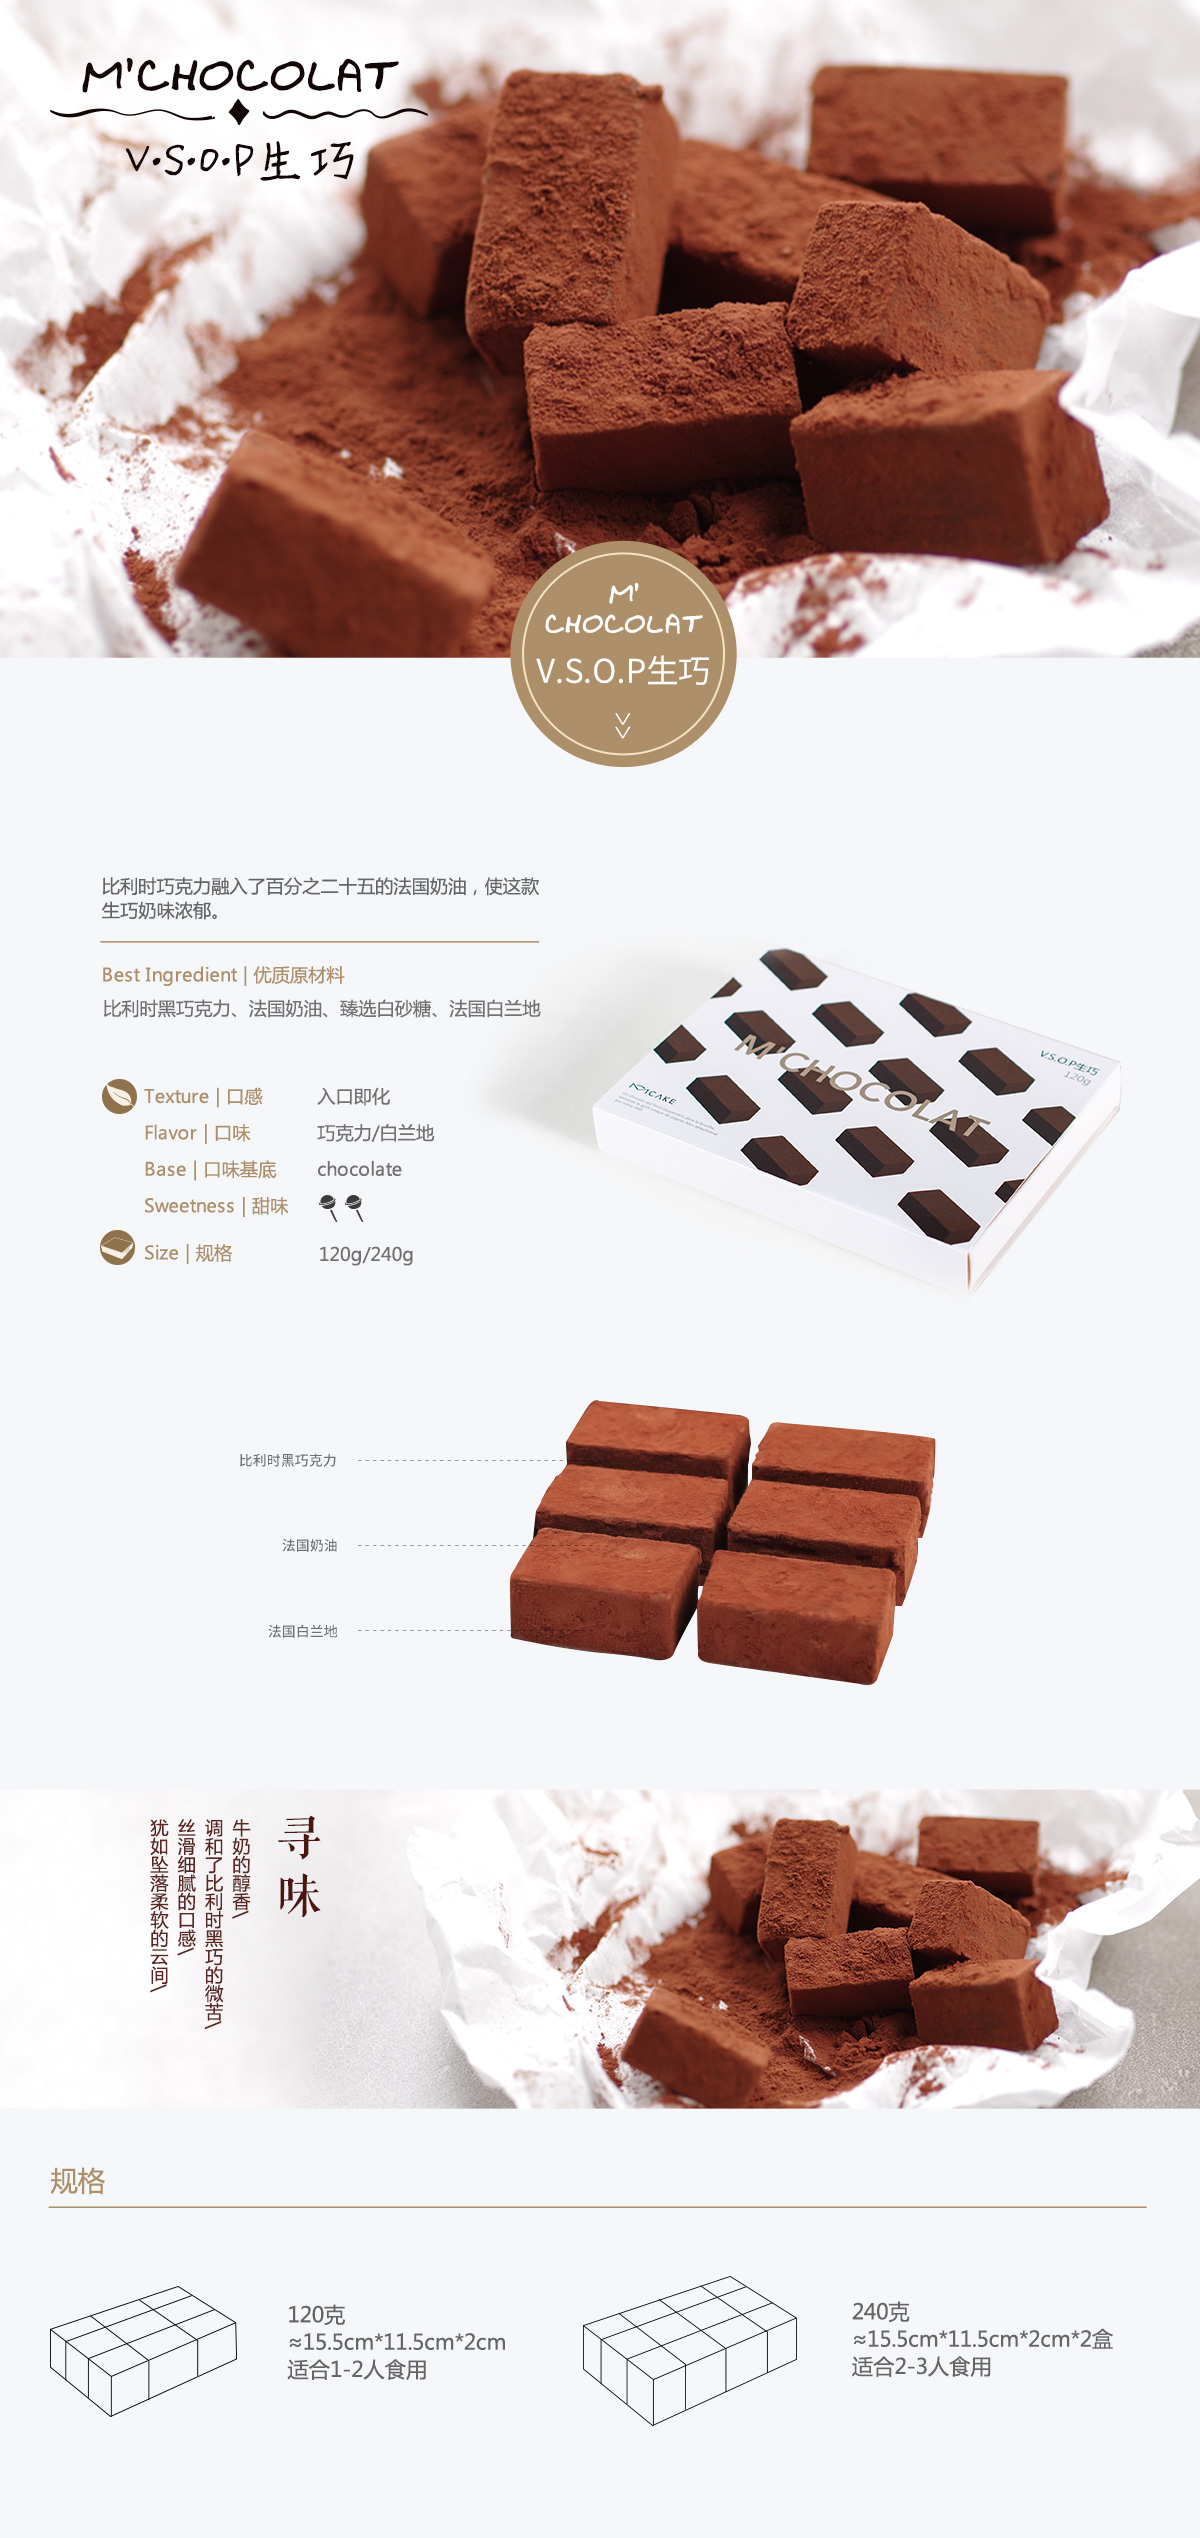 M'CHOCOLAT
V·S·O·P生巧
M'
CHOCOLAT
V.S.O.P生巧
比利时巧克力融入了百分之二十五的法国奶油，使这款
生巧奶味浓郁。
Best Ingredient | 优质原材料
比利时黑巧克力、法国奶油、臻选白砂糖、法国白兰地
Texture | 口感 入口即化
Flavor | 口味 巧克力/白兰地
Base | 口味基底 chocolate
Sweetness | 甜味
Size | 规格 120g/240g
V.S.O.P生巧
120g
M'CHOCOLAT
MCAKE
比利时黑巧克力
法国奶油
法国白兰地
寻味
牛奶的醇香\
调和了比利时黑巧的微苦\
丝滑细腻的口感\
犹如坠落柔软的云间\
规格
120克
≈15.5cm*11.5cm*2cm
适合1-2人食用
240克
≈15.5cm*11.5cm*2cm*2盒
适合2-3人食用